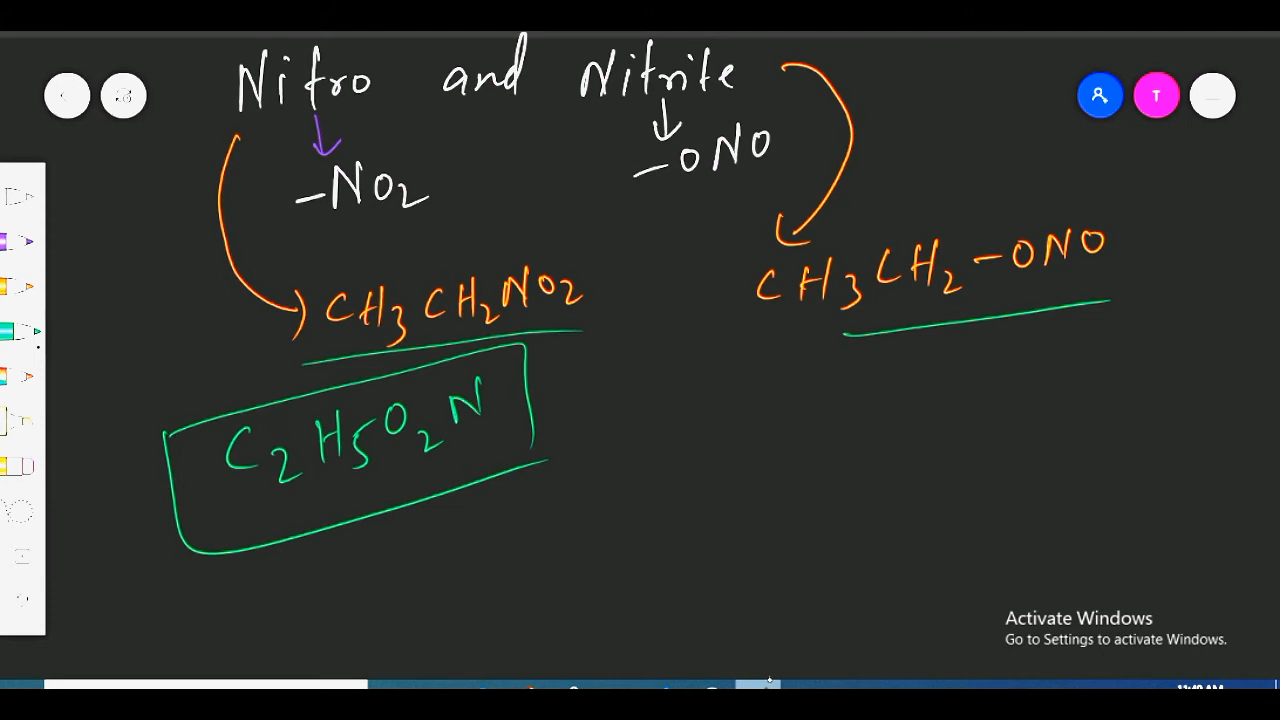 Nitro and Nitrite
T
-NO2
-ONO
CH3CH2NO2
CH3CH2-ONO
C2H5O2N
Activate Windows
Go to Settings to activate Windows.